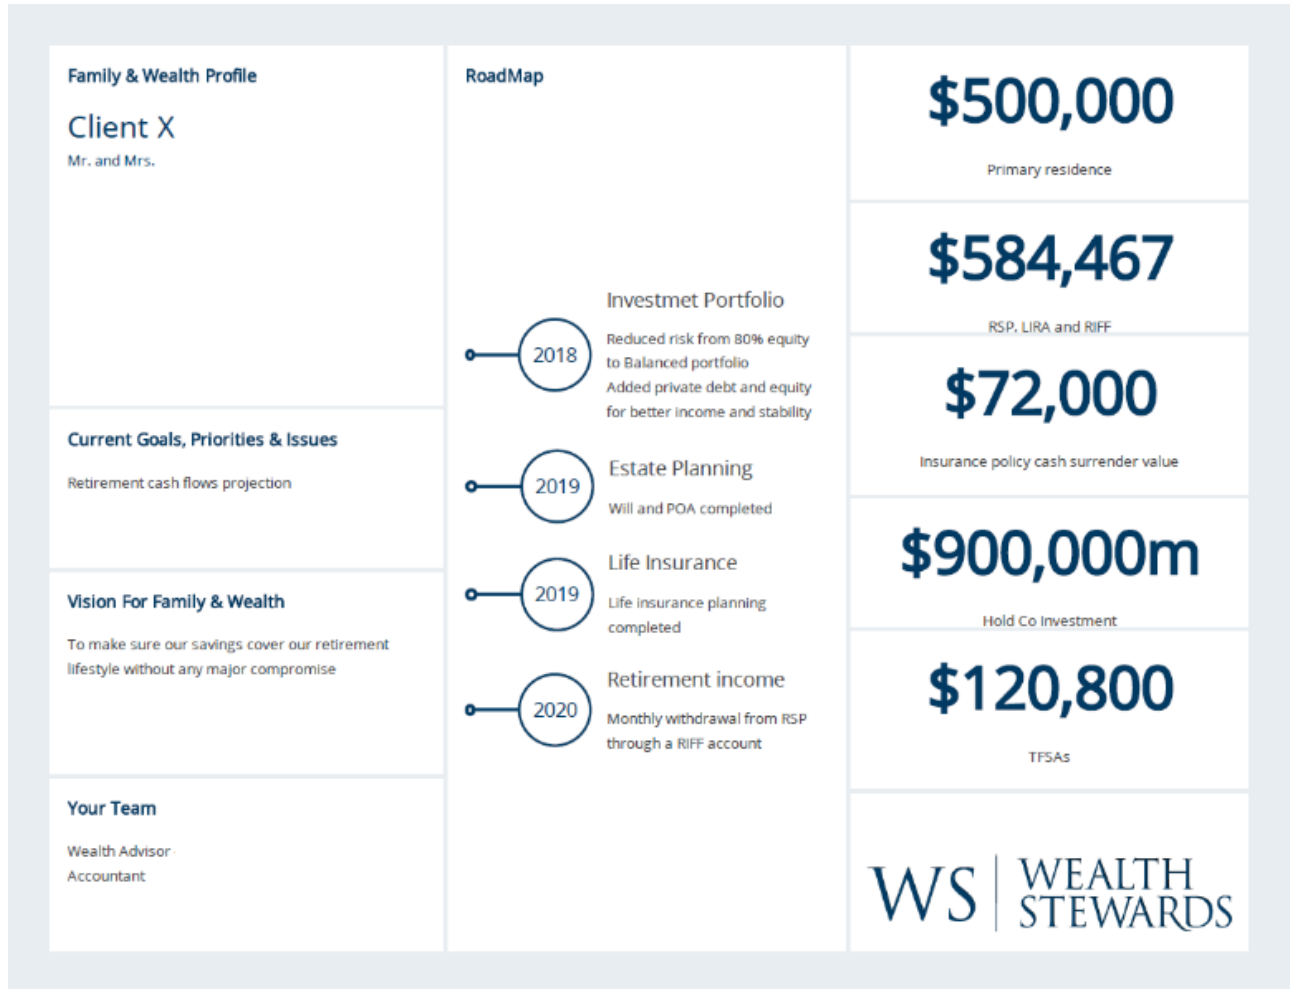 Family & Wealth Profile
Client X
Mr. and Mrs.
Current Goals, Priorities & Issues
Retirement cash flows projection
Vision For Family & Wealth
To make sure our savings cover our retirement
lifestyle without any major compromise
Your Team
Wealth Advisor
Accountant
RoadMap
2018
Investmet Portfolio
Reduced risk from 80% equity
to Balanced portfolio
Added private debt and equity
for better income and stability
2019
Estate Planning
Will and POA completed
2019
Life Insurance
Life insurance planning
completed
2020
Retirement income
Monthly withdrawal from RSP
through a RIFF account
$500,000
Primary residence
$584,467
RSP, LIRA and RIFF
$72,000
Insurance policy cash surrender value
$900,000m
Hold Co Investment
$120,800
TFSAs
WS
WEALTH
STEWARDS